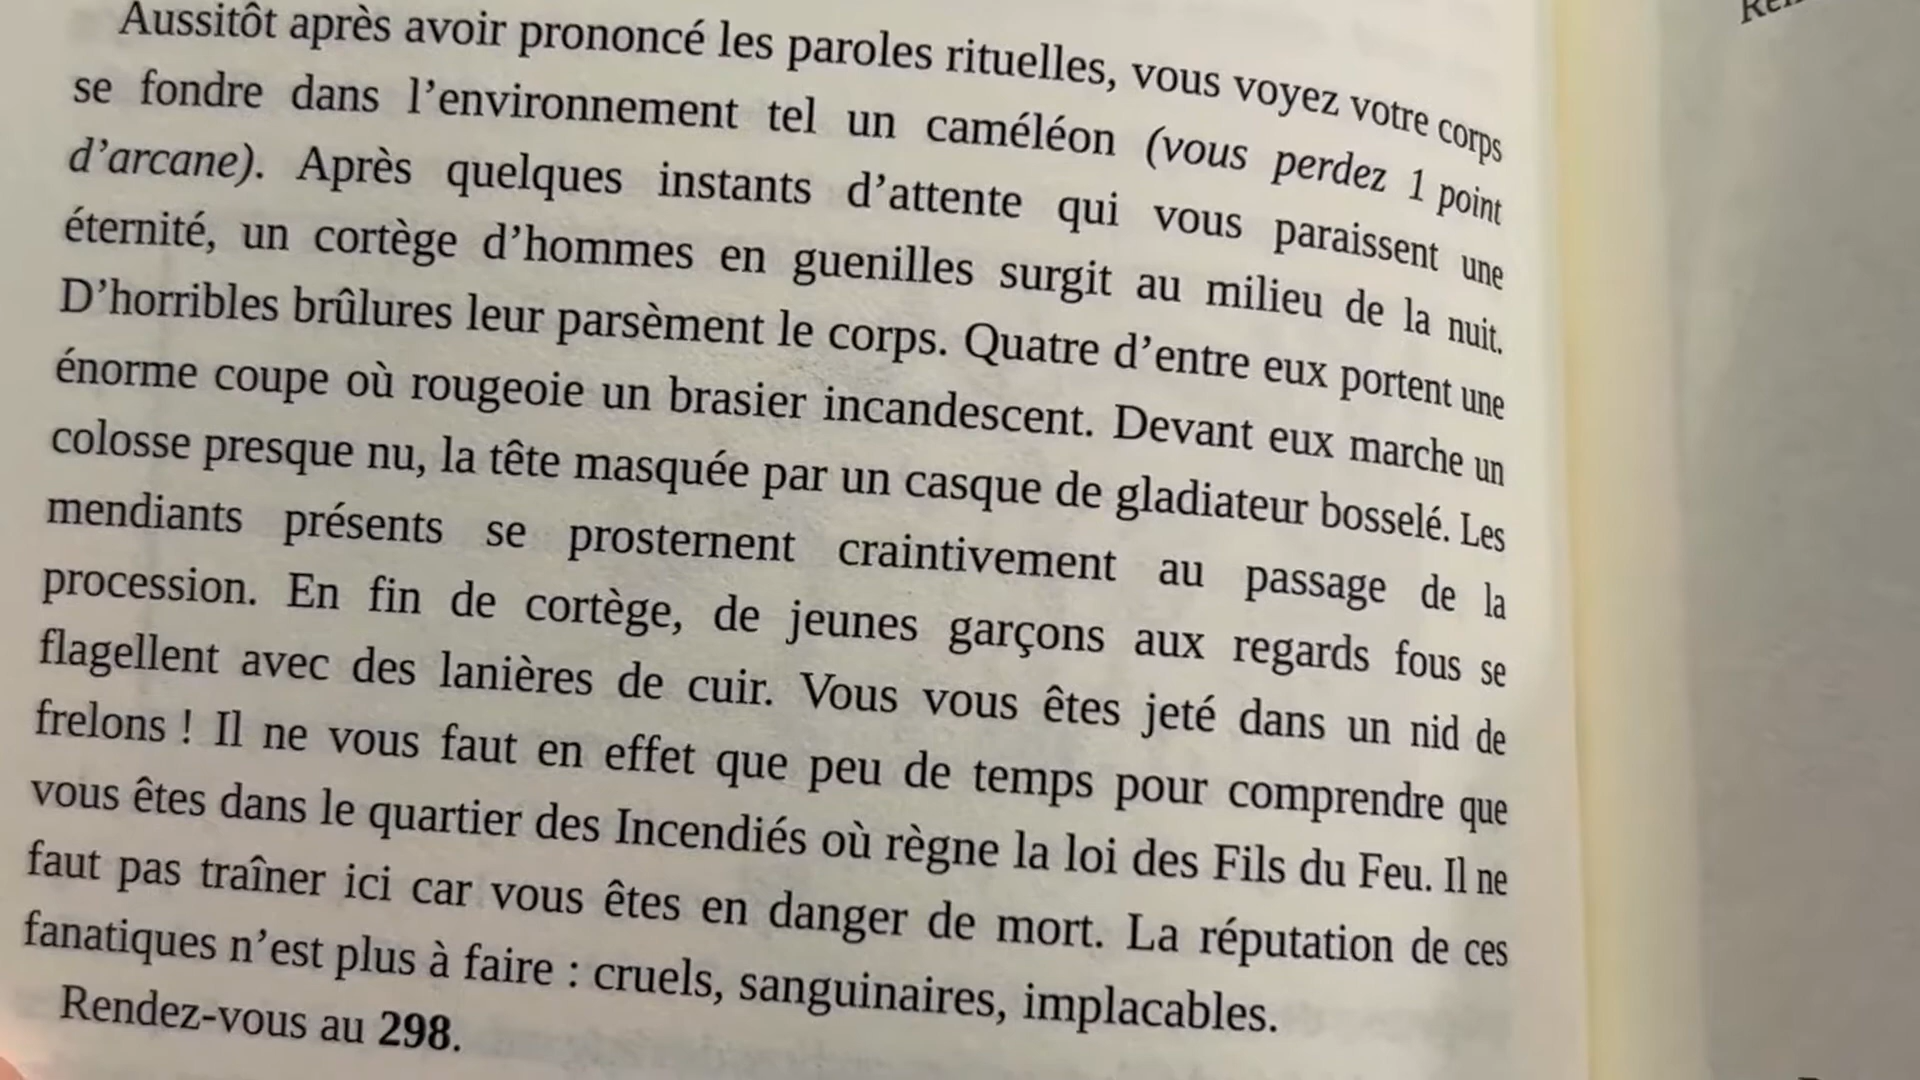 Aussitôt après avoir prononcé les paroles rituelles, vous voyez votre corps
se fondre dans l’environnement tel un caméléon (vous perdez 1 point
d’arcane). Après quelques instants d’attente qui vous paraissent une
éternité, un cortège d’hommes en guenilles surgit au milieu de la nuit.
D’horribles brûlures leur parsèment le corps. Quatre d’entre eux portent une
énorme coupe où rougeoie un brasier incandescent. Devant eux marche un
colosse presque nu, la tête masquée par un casque de gladiateur bosselé. Les
mendiants présents se prosternent craintivement au passage de la
procession. En fin de cortège, de jeunes garçons aux regards fous se
flagellent avec des lanières de cuir. Vous vous êtes jeté dans un nid de
frelons ! Il ne vous faut en effet que peu de temps pour comprendre que
vous êtes dans le quartier des Incendiés où règne la loi des Fils du Feu. Il ne
faut pas traîner ici car vous êtes en danger de mort. La réputation de ces
fanatiques n’est plus à faire : cruels, sanguinaires, implacables.
Rendez-vous au 298.